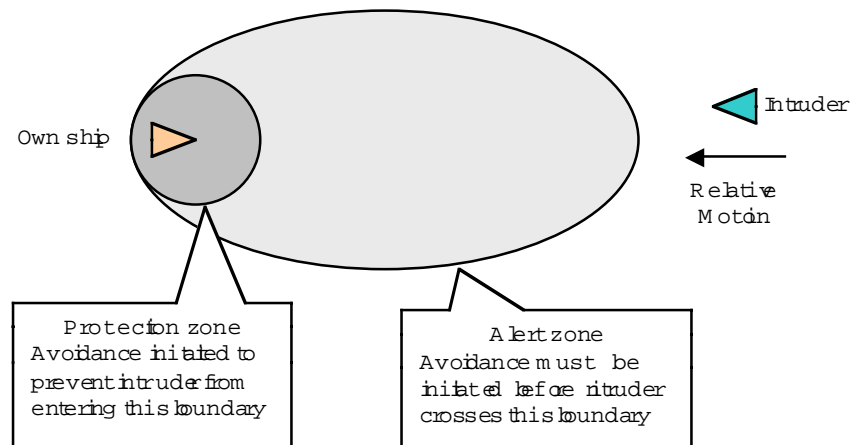 Own ship
Intruder
Relative
Motion
Protection zone
Avoidance initiated to
prevent intruder from
entering this boundary
Alert zone
Avoidance must be
initiated before intruder
crosses this boundary